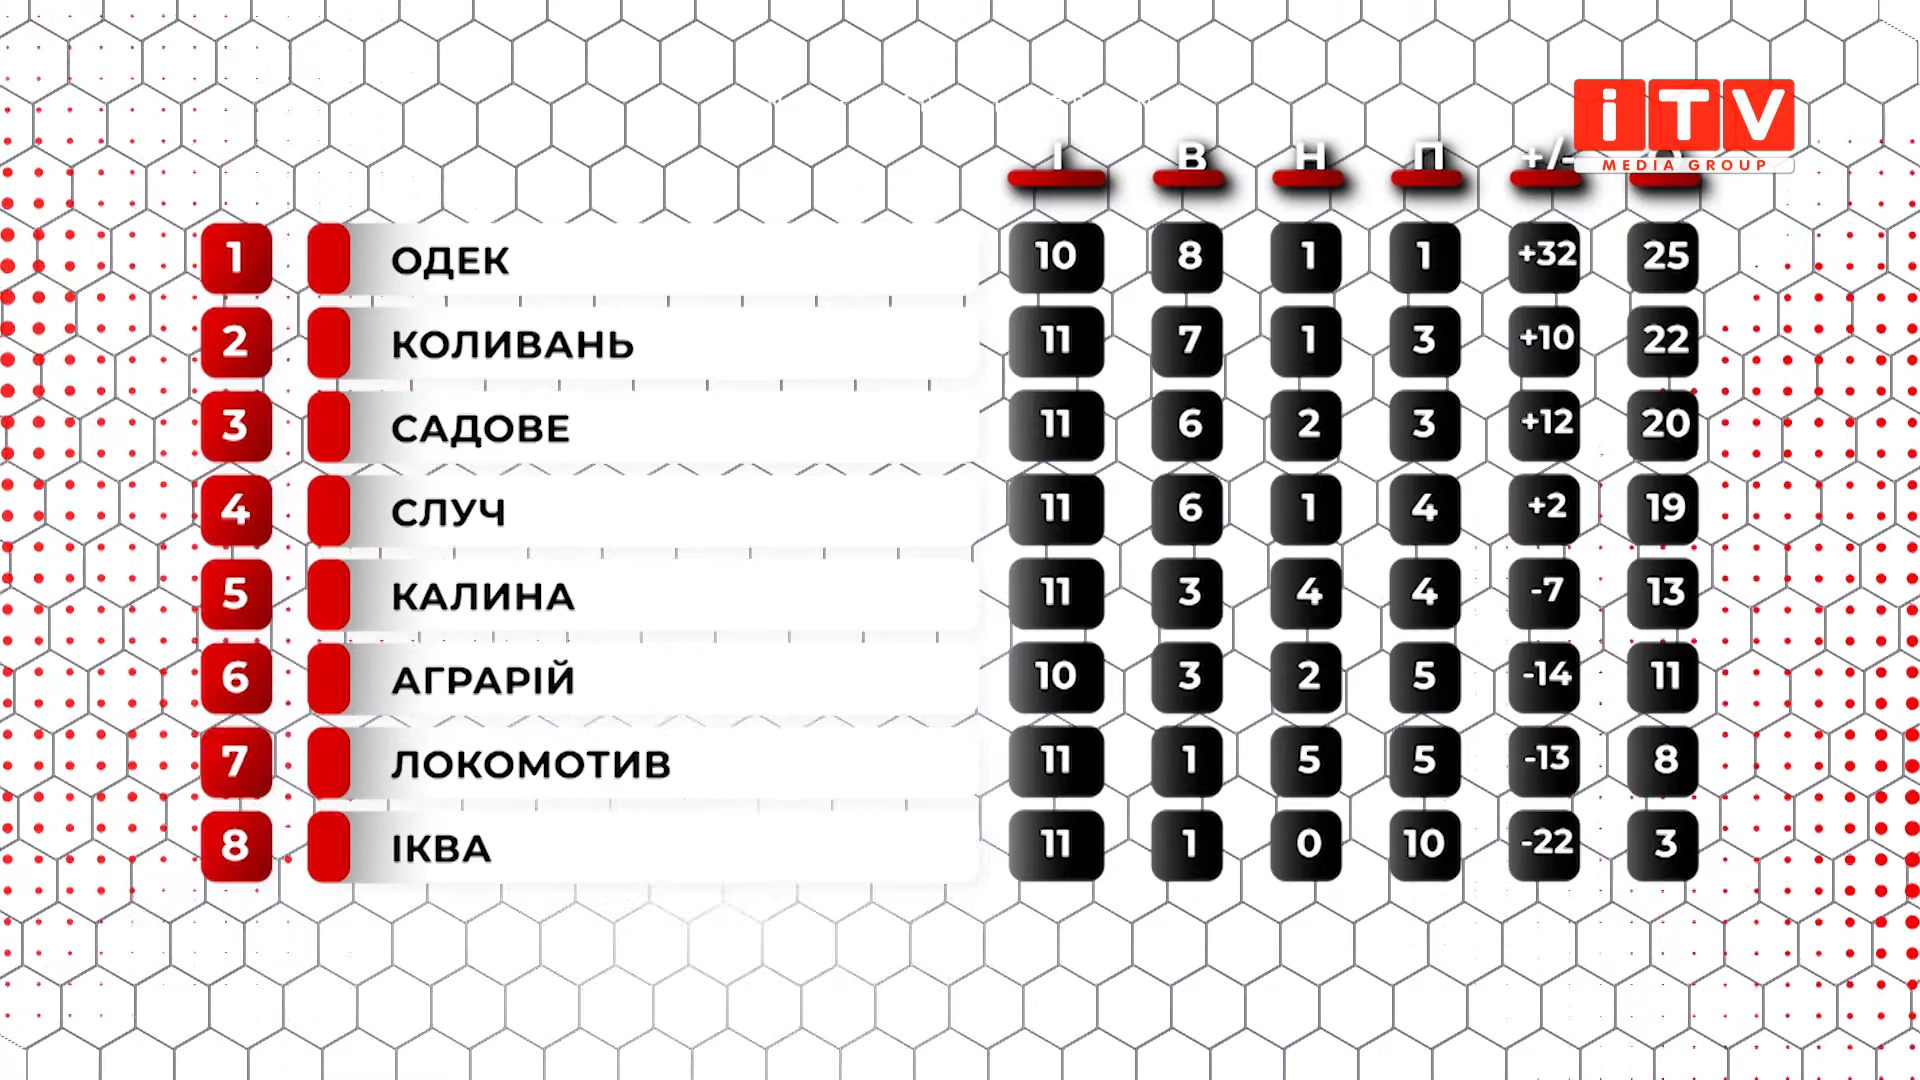 iTV
MEDIA GROUP
І В Н П +/-
1 ОДЕК 10 8 1 1 +32 25
2 КОЛИВАНЬ 11 7 1 3 +10 22
3 САДОВЕ 11 6 2 3 +12 20
4 СЛУЧ 11 6 1 4 +2 19
5 КАЛИНА 11 3 4 4 -7 13
6 АГРАРІЙ 10 3 2 5 -14 11
7 ЛОКОМОТИВ 11 1 5 5 -13 8
8 ІКВА 11 1 0 10 -22 3